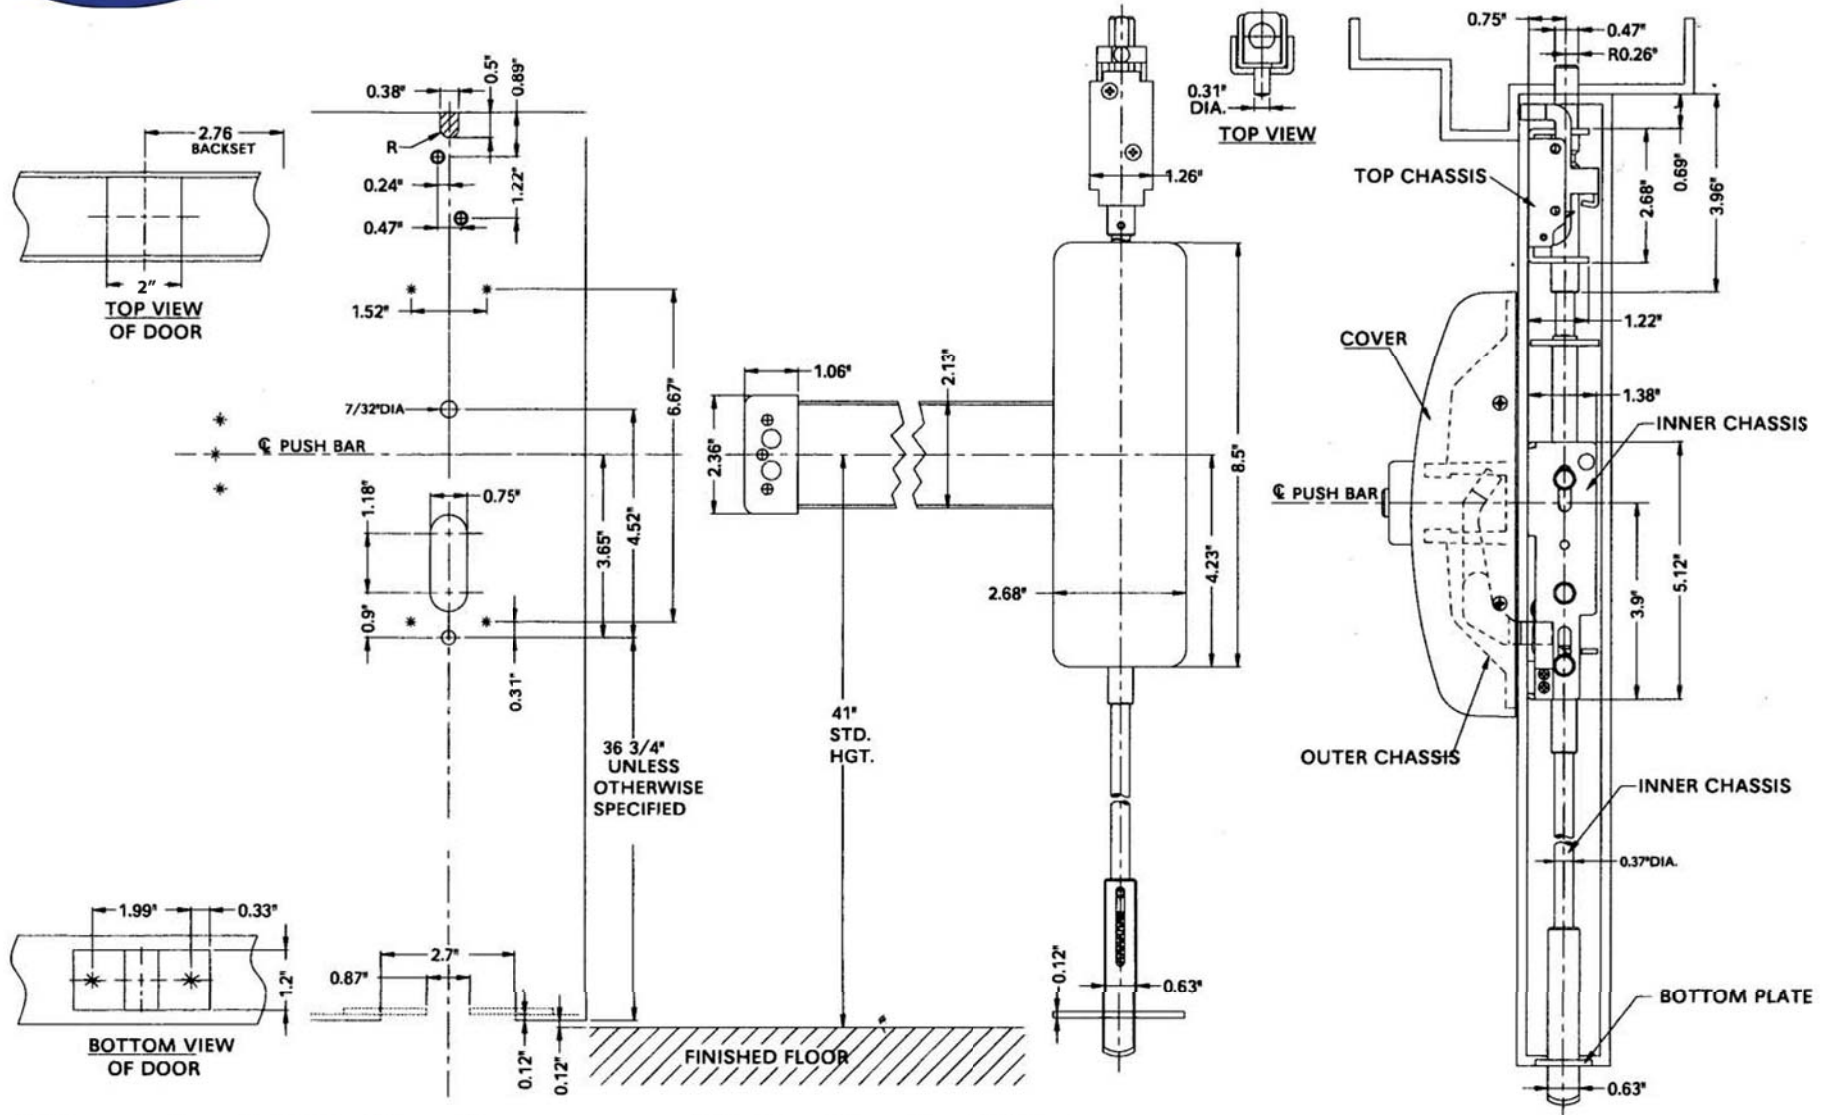 2.76
BACKSET
2"
TOP VIEW
OF DOOR
0.38"
0.5"
0.89"
R
0.24"
1.22"
0.47"
1.52"
7/32"DIA
℄ PUSH BAR
1.18"
0.75"
0.9"
0.31"
3.65"
4.52"
6.67"
36 3/4"
UNLESS
OTHERWISE
SPECIFIED
1.99"
0.33"
1.2"
BOTTOM VIEW
OF DOOR
2.7"
0.87"
0.12"
0.12"
FINISHED FLOOR
1.06"
2.36"
2.13"
1.26"
0.31"
DIA.
TOP VIEW
2.68"
8.5"
4.23"
41"
STD.
HGT.
0.12"
0.63"
0.75"
0.47"
R0.26"
TOP CHASSIS
2.68"
0.69"
3.96"
1.22"
COVER
1.38"
INNER CHASSIS
℄ PUSH BAR
3.9"
5.12"
OUTER CHASSIS
INNER CHASSIS
0.37"DIA.
BOTTOM PLATE
0.63"